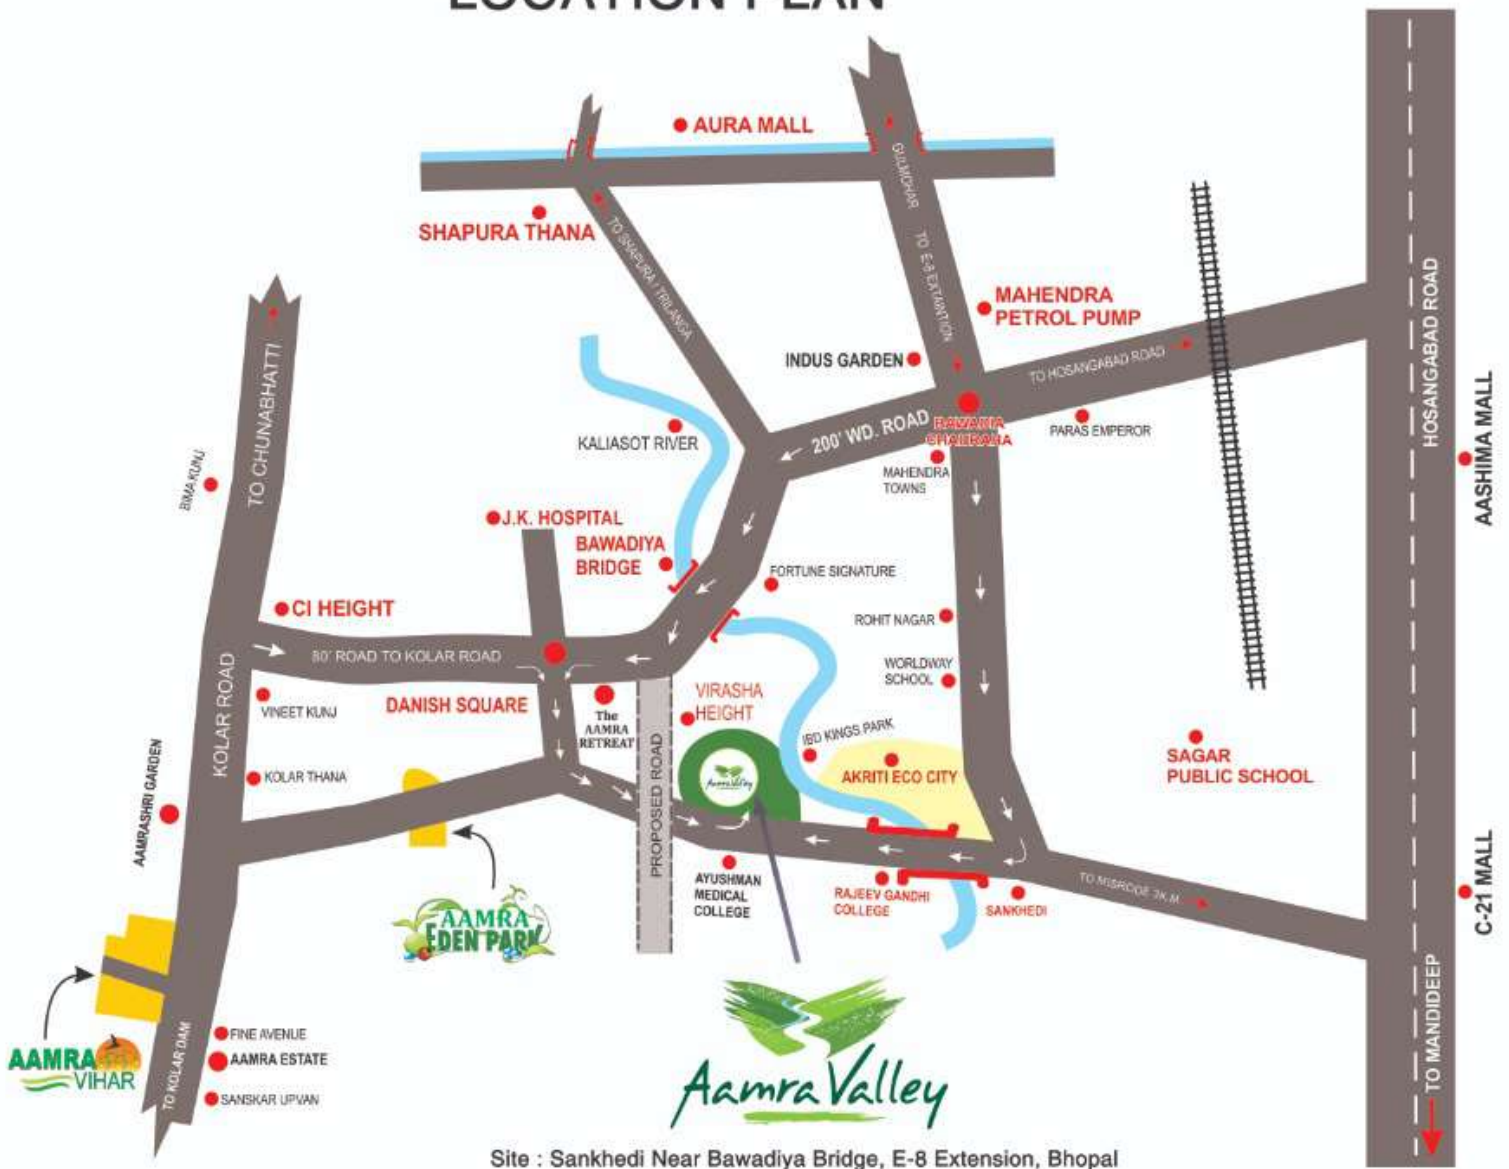 LOCATION PLAN
AURA MALL
SHAPURA THANA
TO SHAPURA / TRILANGA
GULMOHAR TO E-8 EXTANTION
MAHENDRA
PETROL PUMP
INDUS GARDEN
TO HOSANGABAD ROAD
HOSANGABAD ROAD
200' WD. ROAD
BAWADIA
CHAURAHA
PARAS EMPEROR
MAHENDRA
TOWNS
AASHIMA MALL
KALIASOT RIVER
TO CHUNABHATTI
BIMA KUNJ
J.K. HOSPITAL
BAWADIYA
BRIDGE
FORTUNE SIGNATURE
CI HEIGHT
ROHIT NAGAR
80' ROAD TO KOLAR ROAD
WORLDWAY
SCHOOL
KOLAR ROAD
VINEET KUNJ
DANISH SQUARE
The
AAMRA
RETREAT
VIRASHA
HEIGHT
IBD KINGS PARK
PROPOSED ROAD
Aamra Valley
AKRITI ECO CITY
SAGAR
PUBLIC SCHOOL
KOLAR THANA
AAMRASHRI GARDEN
AYUSHMAN
MEDICAL
COLLEGE
RAJEEV GANDHI
COLLEGE
SANKHEDI
TO MISRODE 2K.M.
C-21 MALL
AAMRA
EDEN PARK
TO MANDIDEEP
AAMRA
VIHAR
TO KOLAR DAM
FINE AVENUE
AAMRA ESTATE
SANSKAR UPVAN
Aamra Valley
Site : Sankhedi Near Bawadiya Bridge, E-8 Extension, Bhopal